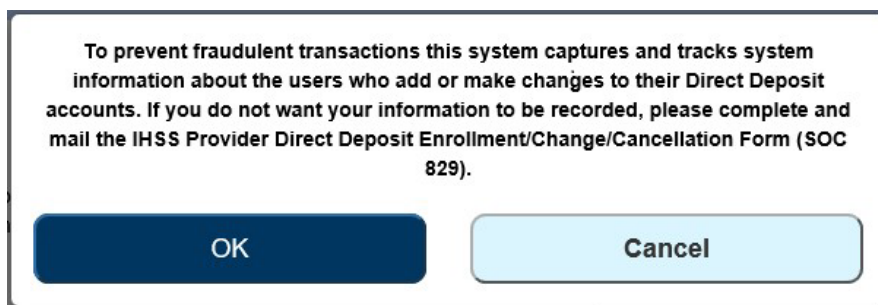 To prevent fraudulent transactions this system captures and tracks system
information about the users who add or make changes to their Direct Deposit
accounts. If you do not want your information to be recorded, please complete and
mail the IHSS Provider Direct Deposit Enrollment/Change/Cancellation Form (SOC
829).
OK
Cancel